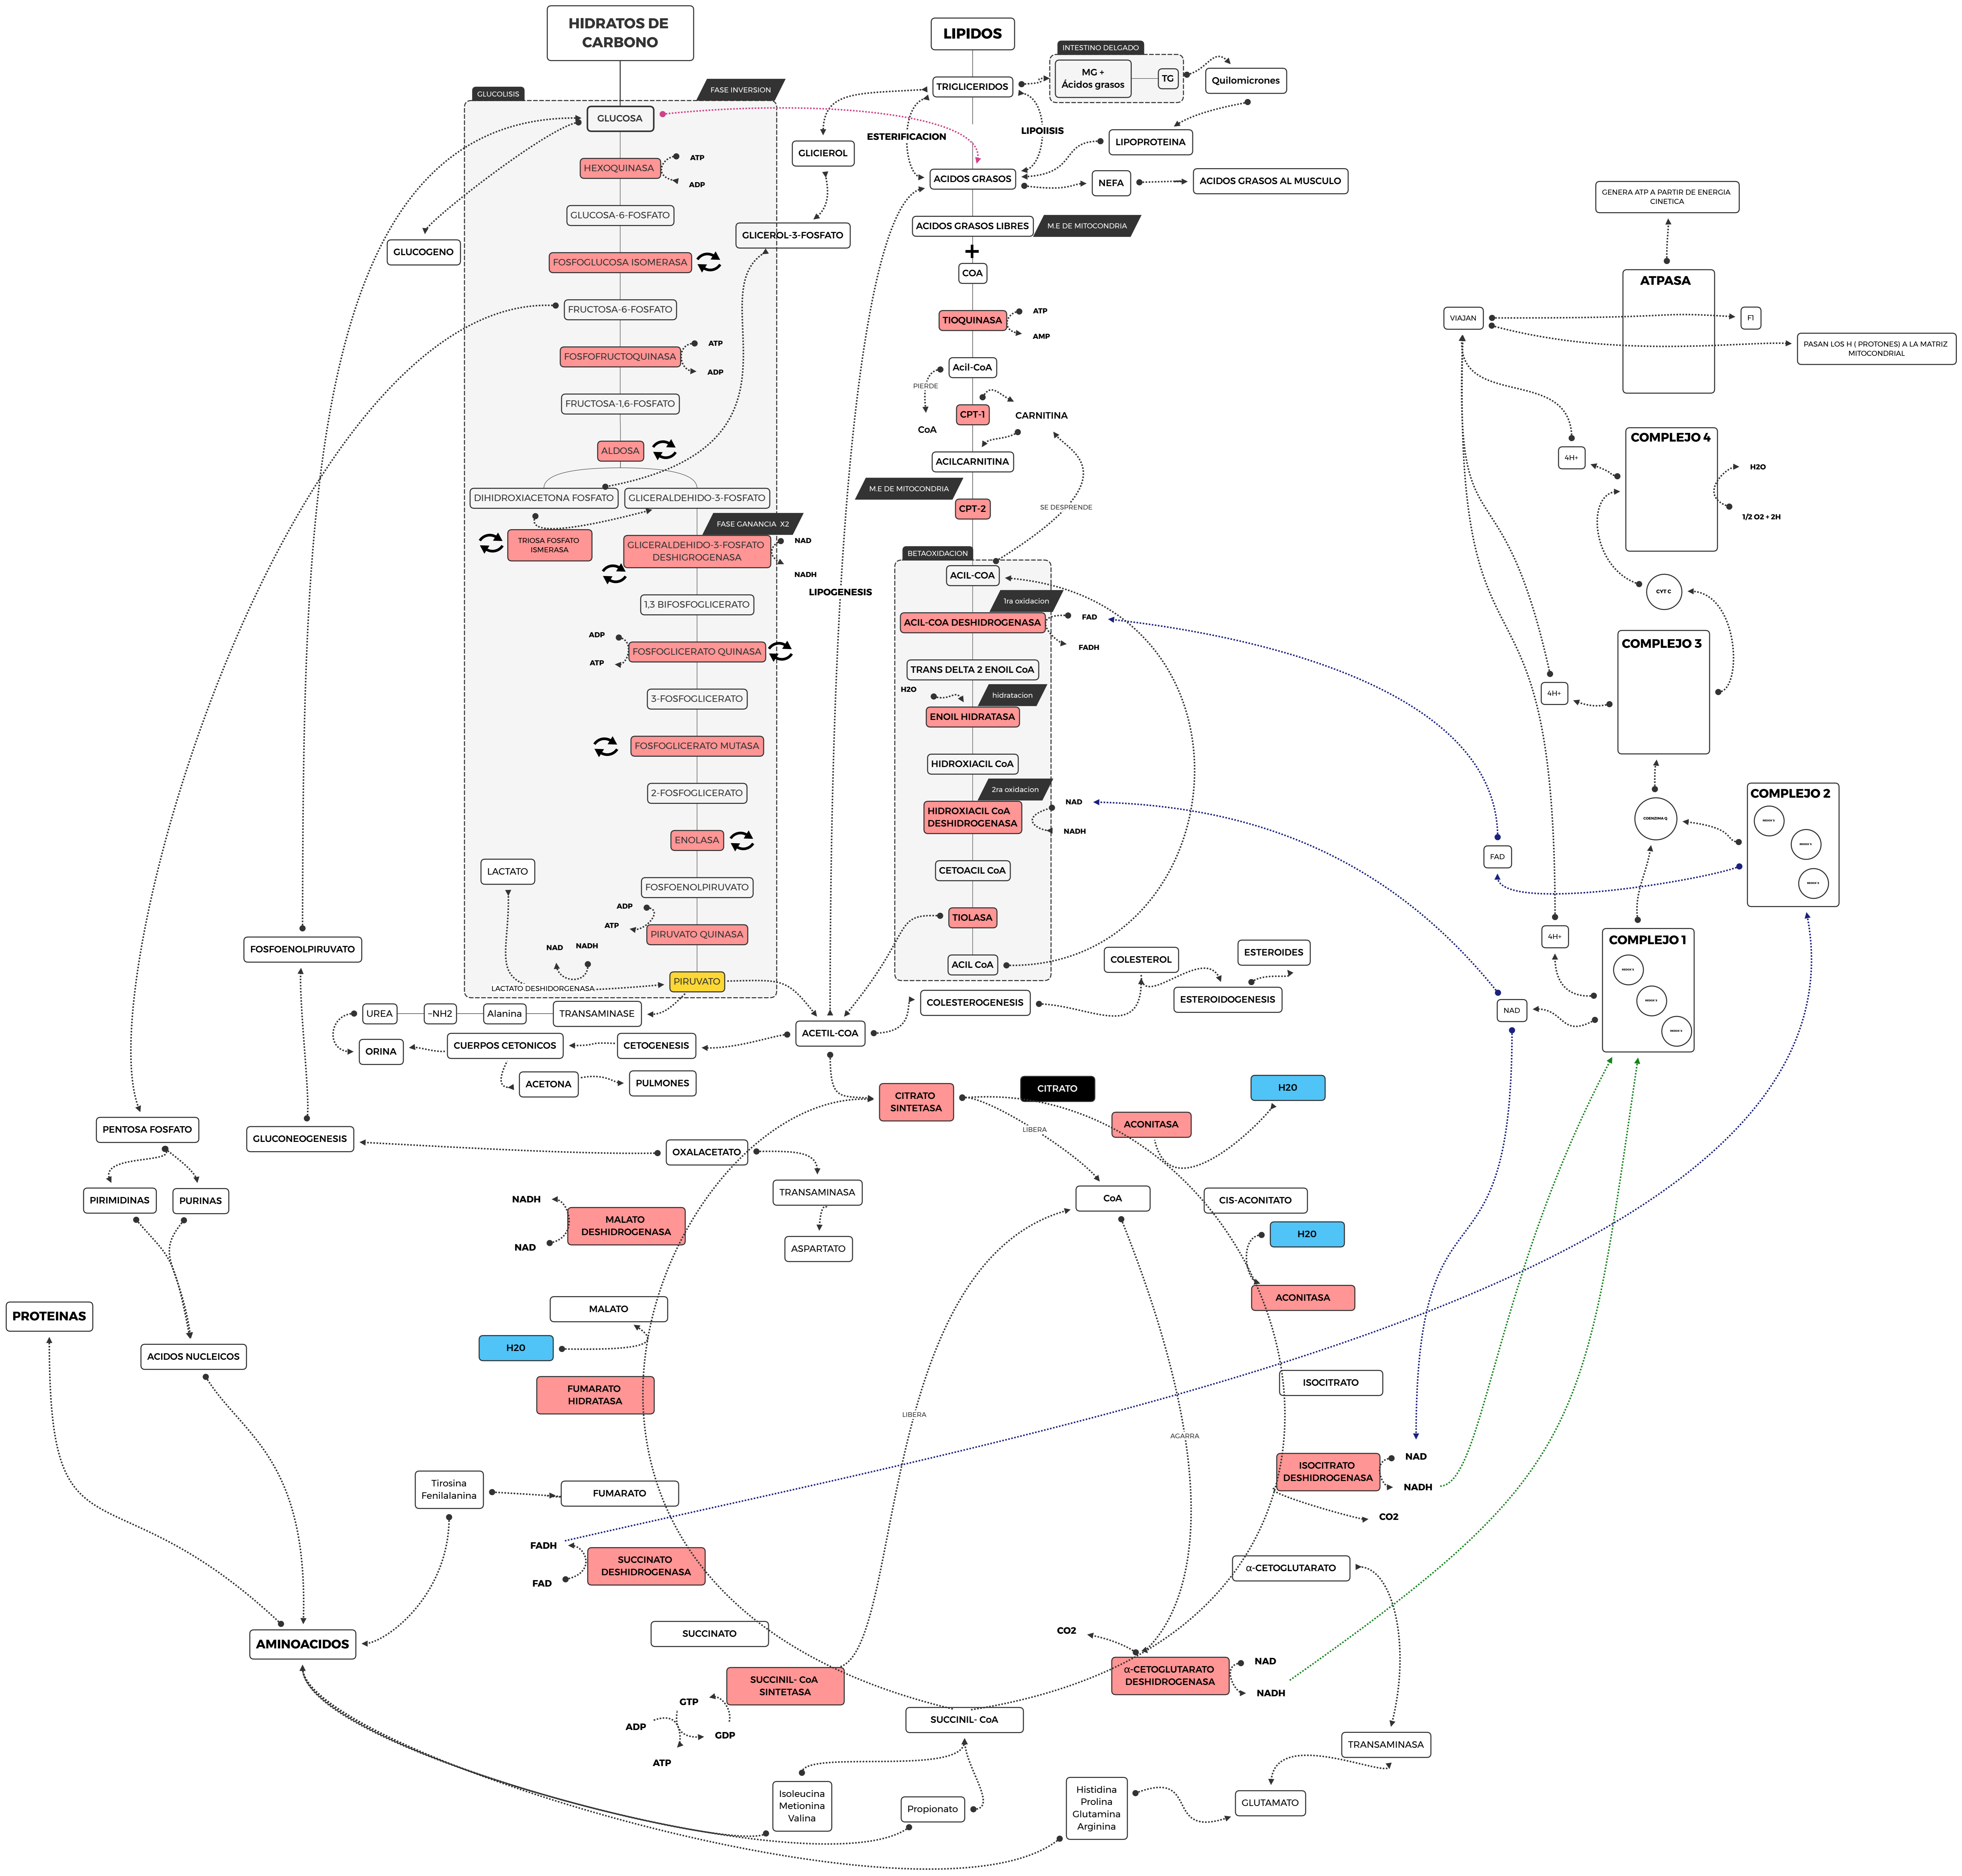 HIDRATOS DE
CARBONO
LIPIDOS
INTESTINO DELGADO
MG +
Ácidos grasos
TG
Quilomicrones
TRIGLICERIDOS
GLUCOLISIS
FASE INVERSION
GLUCOSA
ESTERIFICACION
LIPOIISIS
LIPOPROTEINA
GLICIEROL
HEXOQUINASA
ATP
ADP
ACIDOS GRASOS
NEFA
ACIDOS GRASOS AL MUSCULO
GLUCOSA-6-FOSFATO
GLICEROL-3-FOSFATO
ACIDOS GRASOS LIBRES
M.E DE MITOCONDRIA
GENERA ATP A PARTIR DE ENERGIA
CINETICA
GLUCOGENO
FOSFOGLUCOSA ISOMERASA
+
COA
ATPASA
FRUCTOSA-6-FOSFATO
TIOQUINASA
ATP
AMP
VIAJAN
F1
PASAN LOS H ( PROTONES) A LA MATRIZ
MITOCONDRIAL
FOSFOFRUCTOQUINASA
ATP
ADP
Acil-CoA
PIERDE
CoA
FRUCTOSA-1,6-FOSFATO
CPT-1
CARNITINA
ALDOSA
ACILCARNITINA
COMPLEJO 4
4H+
H2O
1/2 O2 + 2H
DIHIDROXIACETONA FOSFATO
GLICERALDEHIDO-3-FOSFATO
M.E DE MITOCONDRIA
CPT-2
SE DESPRENDE
FASE GANANCIA  X2
TRIOSA FOSFATO
ISMERASA
GLICERALDEHIDO-3-FOSFATO
DESHIGROGENASA
NAD
NADH
BETAOXIDACION
ACIL-COA
LIPOGENESIS
CYT C
1,3 BIFOSFOGLICERATO
1ra oxidacion
ACIL-COA DESHIDROGENASA
FAD
FADH
ADP
ATP
FOSFOGLICERATO QUINASA
TRANS DELTA 2 ENOIL CoA
COMPLEJO 3
4H+
3-FOSFOGLICERATO
H2O
hidratacion
ENOIL HIDRATASA
FOSFOGLICERATO MUTASA
HIDROXIACIL CoA
2-FOSFOGLICERATO
2ra oxidacion
HIDROXIACIL CoA
DESHIDROGENASA
NAD
NADH
COMPLEJO 2
COENZIMA Q
ENOLASA
FAD
LACTATO
FOSFOENOLPIRUVATO
CETOACIL CoA
ADP
ATP
PIRUVATO QUINASA
TIOLASA
NAD
NADH
4H+
COMPLEJO 1
FOSFOENOLPIRUVATO
LACTATO DESHIDORGENASA
PIRUVATO
ACIL CoA
COLESTEROL
ESTEROIDES
COLESTEROGENESIS
ESTEROIDOGENESIS
NAD
UREA
-NH2
Alanina
TRANSAMINASE
ACETIL-COA
ORINA
CUERPOS CETONICOS
CETOGENESIS
ACETONA
PULMONES
CITRATO
SINTETASA
CITRATO
H20
ACONITASA
LIBERA
PENTOSA FOSFATO
GLUCONEOGENESIS
OXALACETATO
PIRIMIDINAS
PURINAS
TRANSAMINASA
CoA
CIS-ACONITATO
NADH
MALATO
DESHIDROGENASA
NAD
ASPARTATO
H20
ACONITASA
PROTEINAS
MALATO
H20
ACIDOS NUCLEICOS
FUMARATO
HIDRATASA
ISOCITRATO
LIBERA
AGARRA
ISOCITRATO
DESHIDROGENASA
NAD
NADH
CO2
Tirosina
Fenilalanina
FUMARATO
FADH
FAD
SUCCINATO
DESHIDROGENASA
α-CETOGLUTARATO
AMINOACIDOS
SUCCINATO
CO2
α-CETOGLUTARATO
DESHIDROGENASA
NAD
NADH
SUCCINIL- CoA
SINTETASA
GTP
GDP
ADP
ATP
SUCCINIL- CoA
TRANSAMINASA
Isoleucina
Metionina
Valina
Propionato
Histidina
Prolina
Glutamina
Arginina
GLUTAMATO